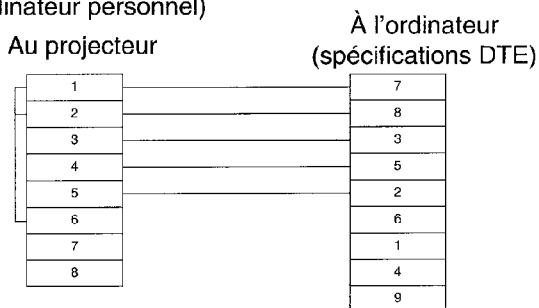 dinateur personnel)
Au projecteur
À l’ordinateur
(spécifications DTE)
1 7
2 8
3 3
4 5
5 2
6 6
7 1
8 4
9